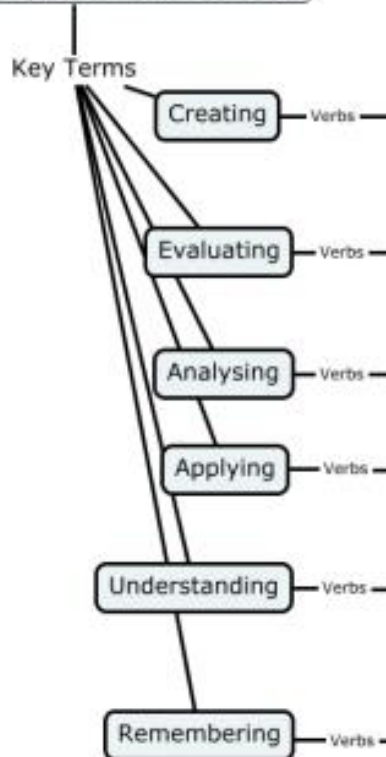 Key Terms
Creating
Verbs
Evaluating
Verbs
Analysing
Verbs
Applying
Verbs
Understanding
Verbs
Remembering
Verbs